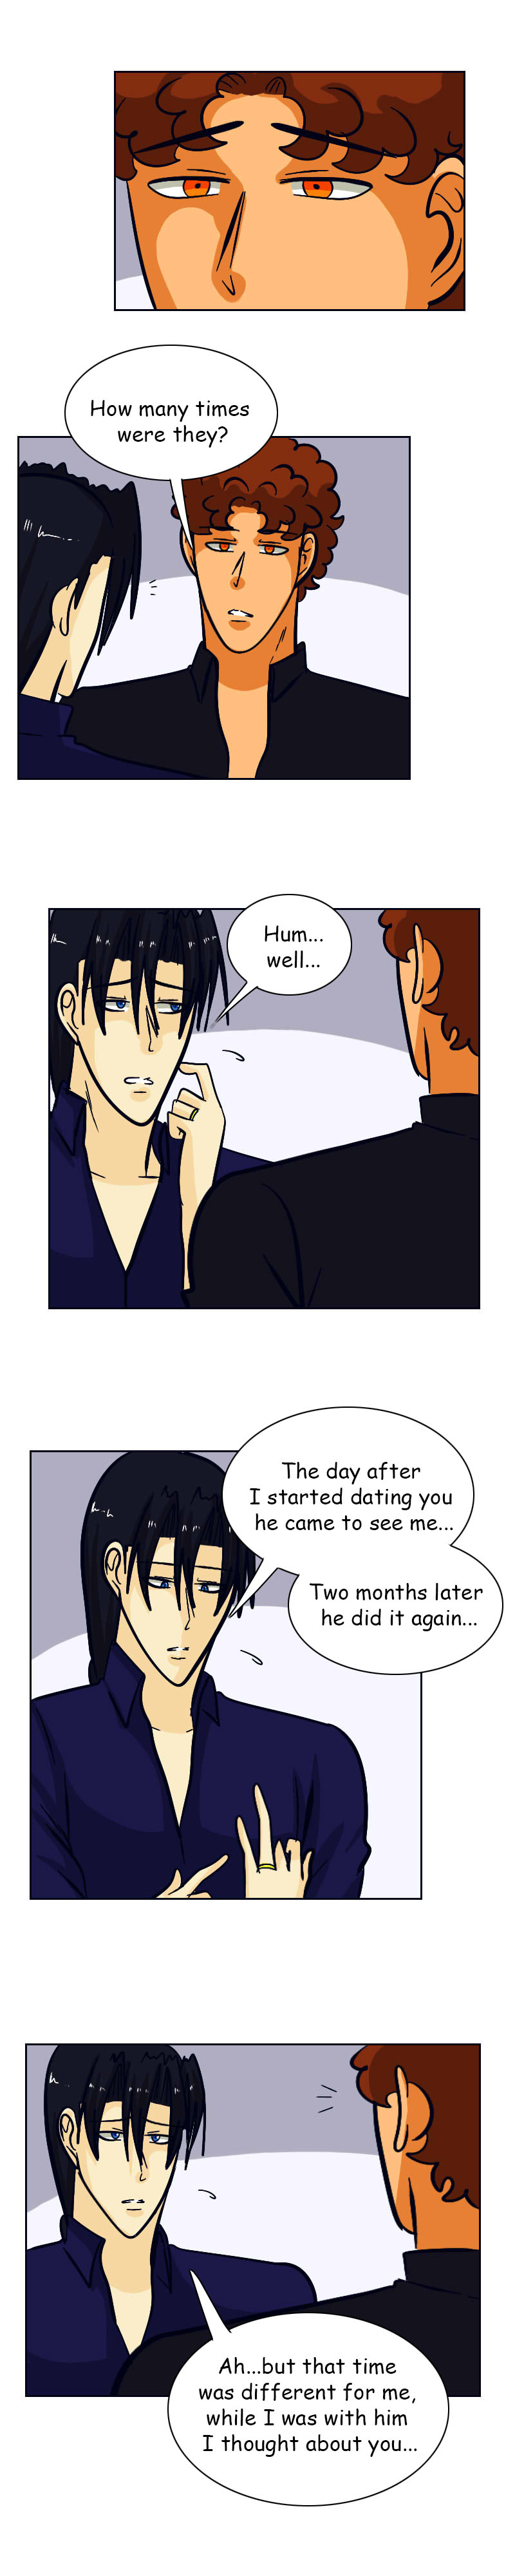 How many times
were they?
Hum...
well...
The day after
I started dating you
he came to see me...
Two months later
he did it again...
Ah...but that time
was different for me,
while I was with him
I thought about you...